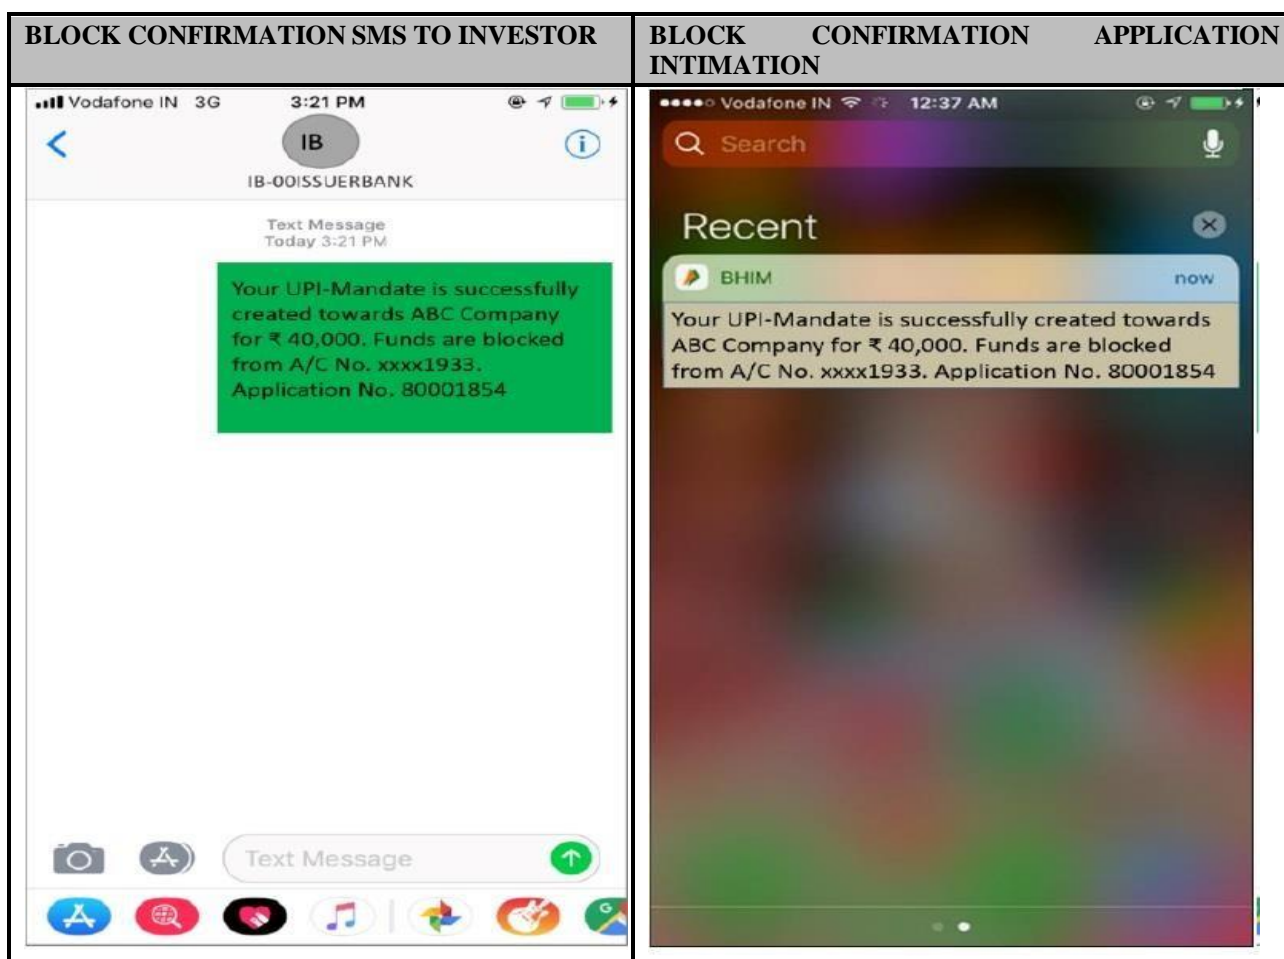 BLOCK CONFIRMATION SMS TO INVESTOR
BLOCK CONFIRMATION APPLICATION
INTIMATION
Vodafone IN 3G 3:21 PM
IB
IB-00ISSUERBANK
Text Message
Today 3:21 PM
Your UPI-Mandate is successfully
created towards ABC Company
for ₹ 40,000. Funds are blocked
from A/C No. xxxx1933.
Application No. 80001854
Text Message
Vodafone IN 12:37 AM
Search
Recent
BHIM now
Your UPI-Mandate is successfully created towards
ABC Company for ₹ 40,000. Funds are blocked
from A/C No. xxxx1933. Application No. 80001854